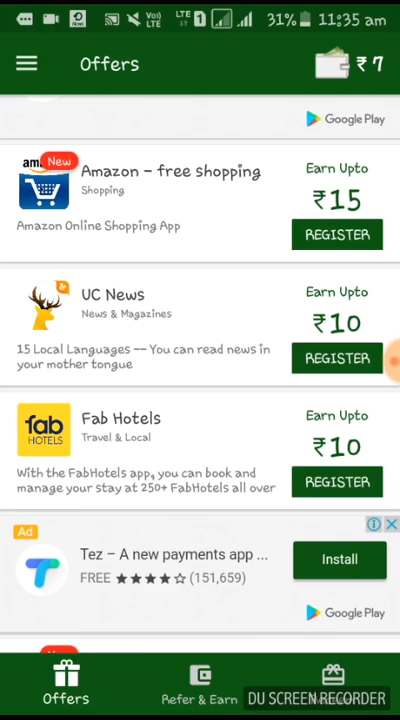 Voll LTE
LTE 1
31% 11:35 am
Offers
₹ 7
Google Play
New
Amazon – free shopping
Shopping
Earn Upto
₹15
Amazon Online Shopping App
REGISTER
UC News
News & Magazines
Earn Upto
₹10
15 Local Languages –– You can read news in
your mother tongue
REGISTER
fab
HOTELS
Fab Hotels
Travel & Local
Earn Upto
₹10
With the FabHotels app, you can book and
manage your stay at 250+ FabHotels all over
REGISTER
Ad
Tez – A new payments app ...
FREE ★★★★☆ (151,659)
Install
Google Play
Offers
Refer & Earn
DU SCREEN RECORDER